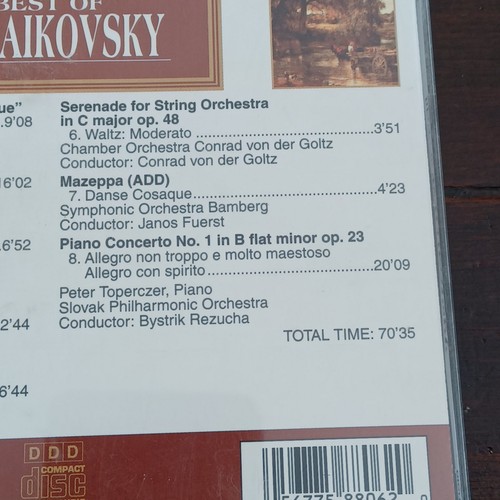 BEST OF
AIKOVSKY
ue”
.9’08
16’02
.6’52
2’44
6’44
Serenade for String Orchestra
in C major op. 48
6. Waltz: Moderato ........................................3’51
Chamber Orchestra Conrad von der Goltz
Conductor: Conrad von der Goltz
Mazeppa (ADD)
7. Danse Cosaque.........................................4’23
Symphonic Orchestra Bamberg
Conductor: Janos Fuerst
Piano Concerto No. 1 in B flat minor op. 23
8. Allegro non troppo e molto maestoso
Allegro con spirito.....................................20’09
Peter Toperczer, Piano
Slovak Philharmonic Orchestra
Conductor: Bystrik Rezucha
TOTAL TIME: 70’35
DDD
COMPACT
disc
56775 88062